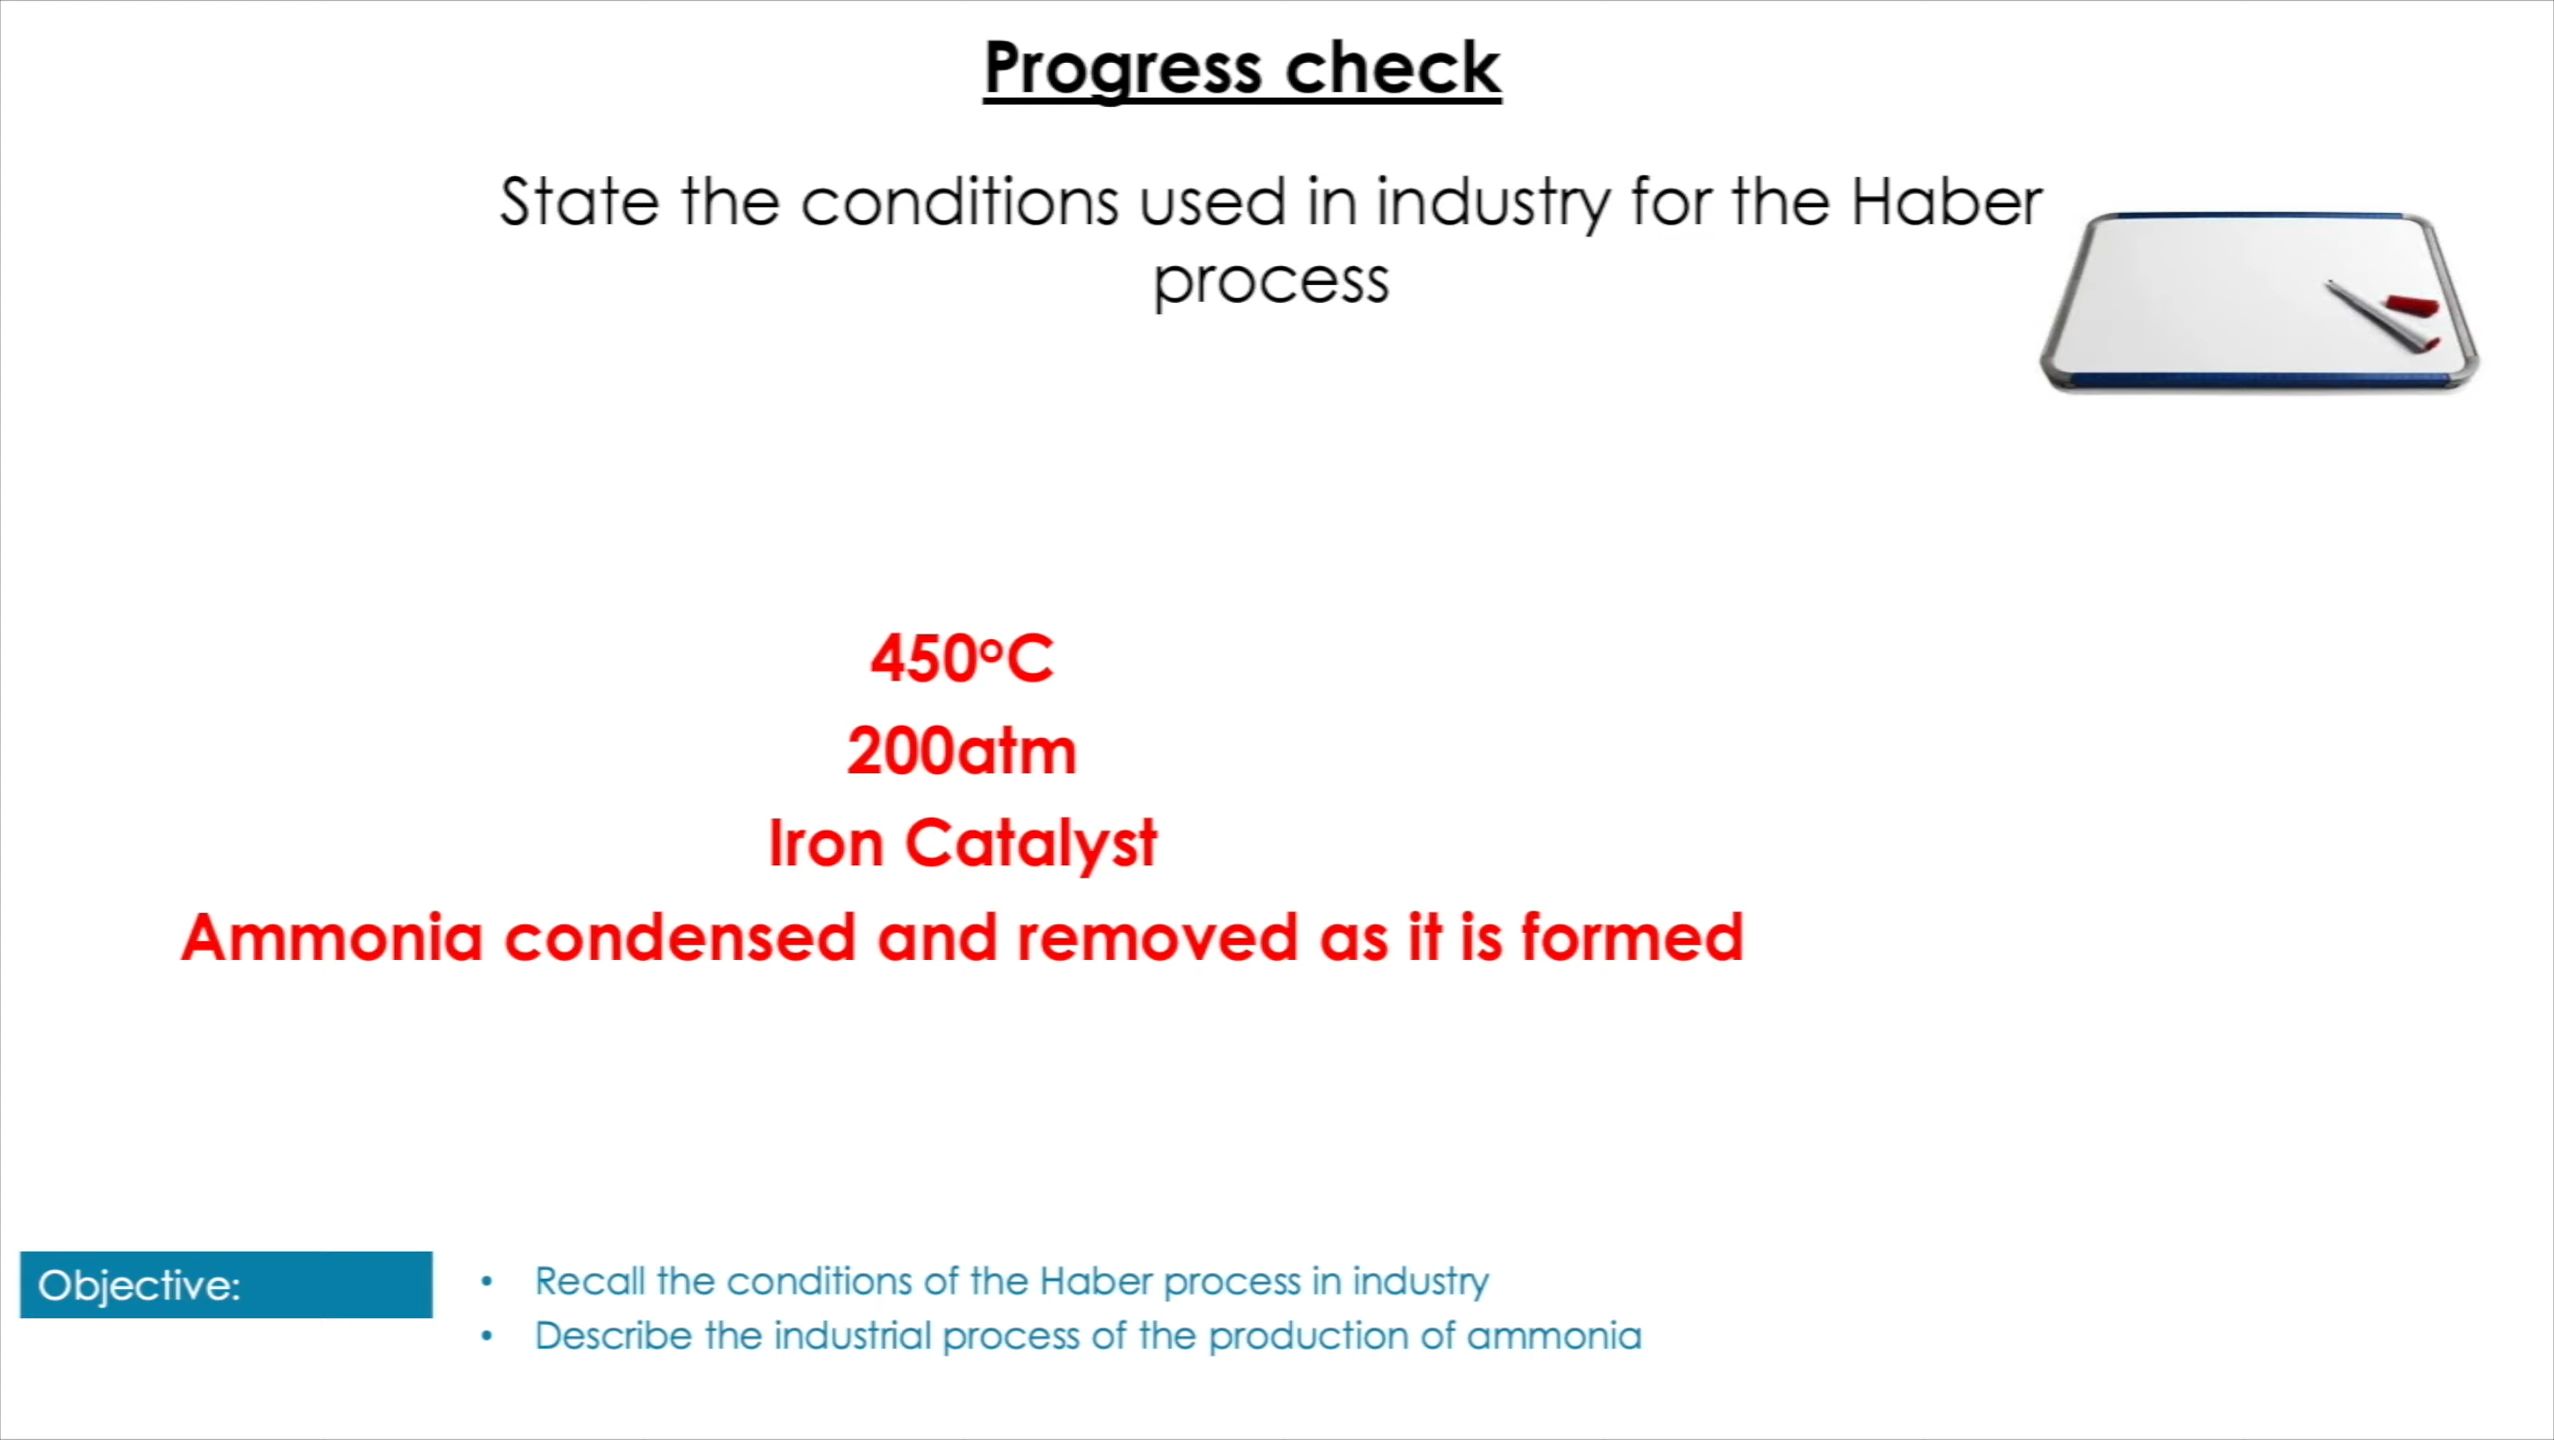 Progress check
State the conditions used in industry for the Haber
process
450°C
200atm
Iron Catalyst
Ammonia condensed and removed as it is formed
Objective:
• Recall the conditions of the Haber process in industry
• Describe the industrial process of the production of ammonia